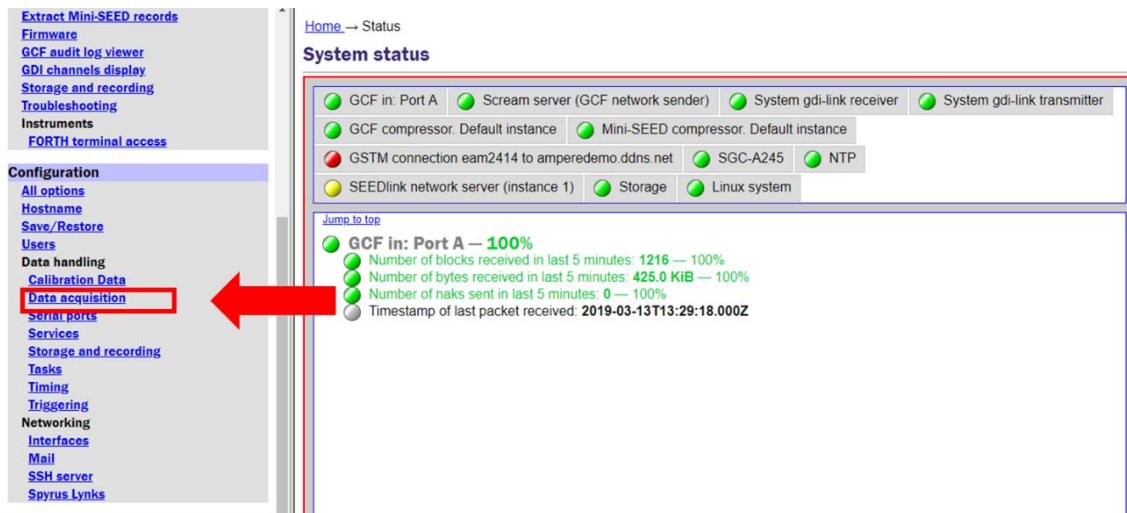 Extract Mini-SEED records
Firmware
GCF audit log viewer
GDI channels display
Storage and recording
Troubleshooting
Instruments
FORTH terminal access
Configuration
All options
Hostname
Save/Restore
Users
Data handling
Calibration Data
Data acquisition
Serial ports
Services
Storage and recording
Tasks
Timing
Triggering
Networking
Interfaces
Mail
SSH server
Spyrus Lynks
Home → Status
System status
GCF in: Port A Scream server (GCF network sender) System gdi-link receiver System gdi-link transmitter
GCF compressor. Default instance Mini-SEED compressor. Default instance
GSTM connection eam2414 to amperedemo.ddns.net SGC-A245 NTP
SEEDlink network server (instance 1) Storage Linux system
Jump to top
GCF in: Port A — 100%
Number of blocks received in last 5 minutes: 1216 — 100%
Number of bytes received in last 5 minutes: 425.0 KiB — 100%
Number of naks sent in last 5 minutes: 0 — 100%
Timestamp of last packet received: 2019-03-13T13:29:18.000Z